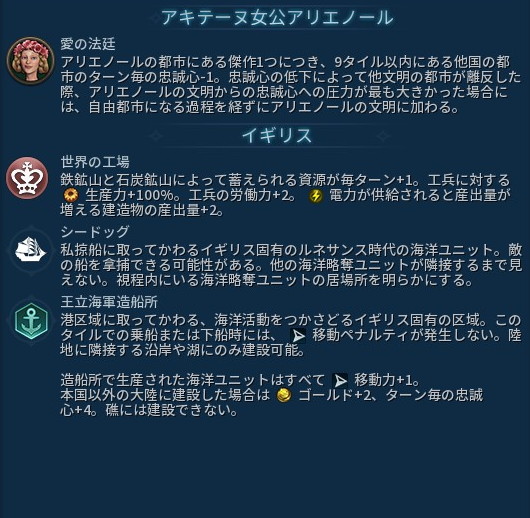 アキテーヌ女公アリエノール
愛の法廷
アリエノールの都市にある傑作1つにつき、9タイル以内にある他国の都
市のターン毎の忠誠心-1。忠誠心の低下によって他文明の都市が離反した
際、アリエノールの文明からの忠誠心への圧力が最も大きかった場合に
は、自由都市になる過程を経ずにアリエノールの文明に加わる。
イギリス
世界の工場
鉄鉱山と石炭鉱山によって蓄えられる資源が毎ターン+1。工兵に対する
生産力+100%。工兵の労働力+2。 電力が供給されると産出量が
増える建造物の産出量+2。
シードッグ
私掠船に取ってかわるイギリス固有のルネサンス時代の海洋ユニット。敵
の船を拿捕できる可能性がある。他の海洋略奪ユニットが隣接するまで見
えない。視程内にいる海洋略奪ユニットの居場所を明らかにする。
王立海軍造船所
港区域に取ってかわる、海洋活動をつかさどるイギリス固有の区域。この
タイルでの乗船または下船時には、 移動ペナルティが発生しない。陸
地に隣接する沿岸や湖にのみ建設可能。
造船所で生産された海洋ユニットはすべて 移動力+1。
本国以外の大陸に建設した場合は ゴールド+2、ターン毎の忠誠
心+4。礁には建設できない。